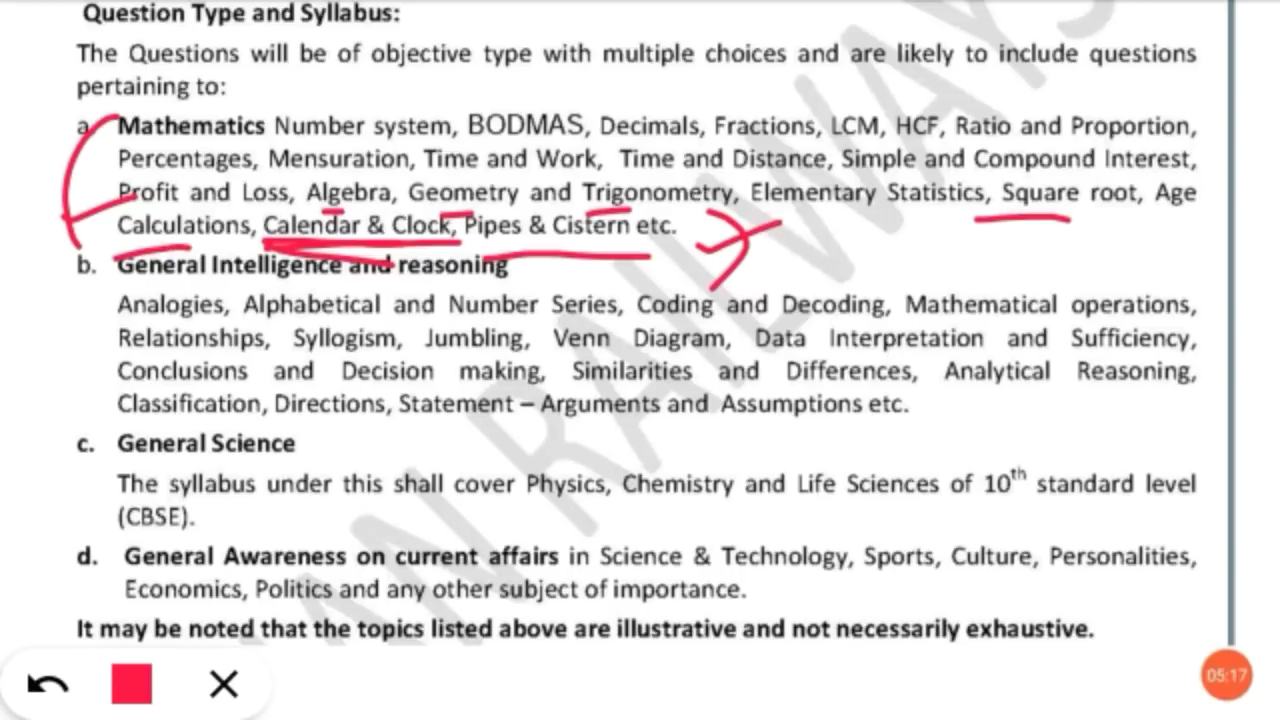 Question Type and Syllabus:
The Questions will be of objective type with multiple choices and are likely to include questions
pertaining to:
a. Mathematics Number system, BODMAS, Decimals, Fractions, LCM, HCF, Ratio and Proportion,
Percentages, Mensuration, Time and Work, Time and Distance, Simple and Compound Interest,
Profit and Loss, Algebra, Geometry and Trigonometry, Elementary Statistics, Square root, Age
Calculations, Calendar & Clock, Pipes & Cistern etc.
b. General Intelligence and reasoning
Analogies, Alphabetical and Number Series, Coding and Decoding, Mathematical operations,
Relationships, Syllogism, Jumbling, Venn Diagram, Data Interpretation and Sufficiency,
Conclusions and Decision making, Similarities and Differences, Analytical Reasoning,
Classification, Directions, Statement – Arguments and Assumptions etc.
c. General Science
The syllabus under this shall cover Physics, Chemistry and Life Sciences of 10th standard level
(CBSE).
d. General Awareness on current affairs in Science & Technology, Sports, Culture, Personalities,
Economics, Politics and any other subject of importance.
It may be noted that the topics listed above are illustrative and not necessarily exhaustive.
05:17
AN RAILWAYS